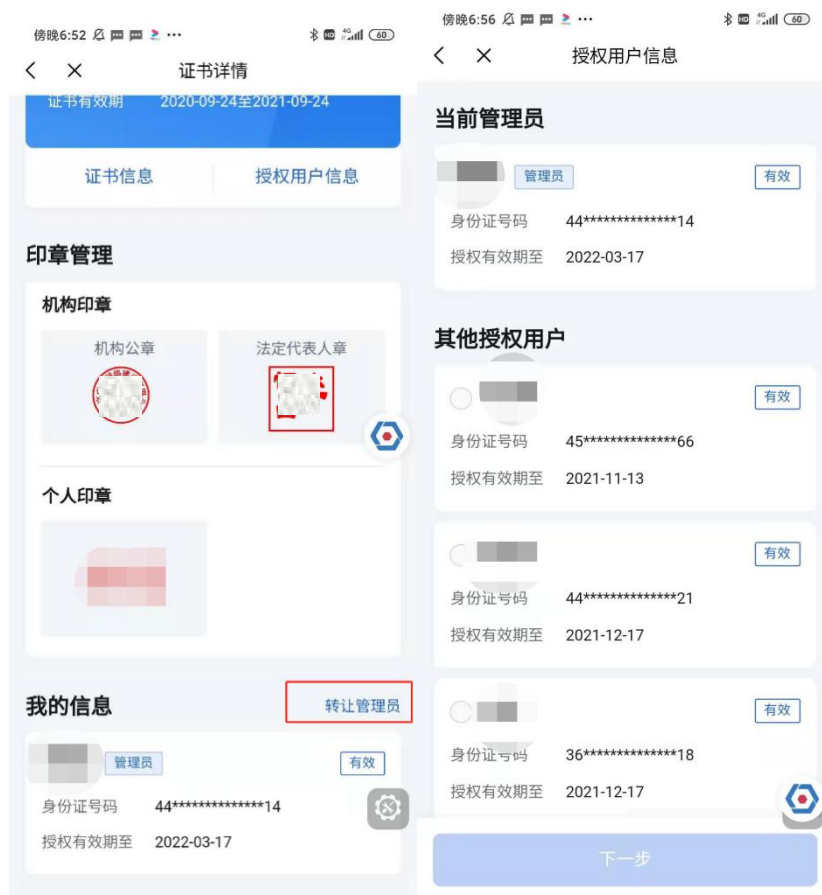 傍晚6:52
4G
HD
60
证书详情
证书有效期 2020-09-24至2021-09-24
证书信息 授权用户信息
印章管理
机构印章
机构公章 法定代表人章
个人印章
我的信息 转让管理员
管理员 有效
身份证号码 44**************14
授权有效期至 2022-03-17
傍晚6:56
4G
HD
60
授权用户信息
当前管理员
管理员 有效
身份证号码 44**************14
授权有效期至 2022-03-17
其他授权用户
有效
身份证号码 45**************66
授权有效期至 2021-11-13
有效
身份证号码 44**************21
授权有效期至 2021-12-17
有效
身份证号码 36**************18
授权有效期至 2021-12-17
下一步